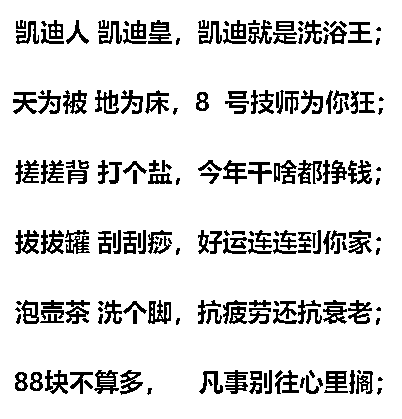 凯迪人 凯迪皇，凯迪就是洗浴王；
天为被 地为床，8 号技师为你狂；
搓搓背 打个盐，今年干啥都挣钱；
拔拔罐 刮刮痧，好运连连到你家；
泡壶茶 洗个脚，抗疲劳还抗衰老；
88块不算多， 凡事别往心里搁；